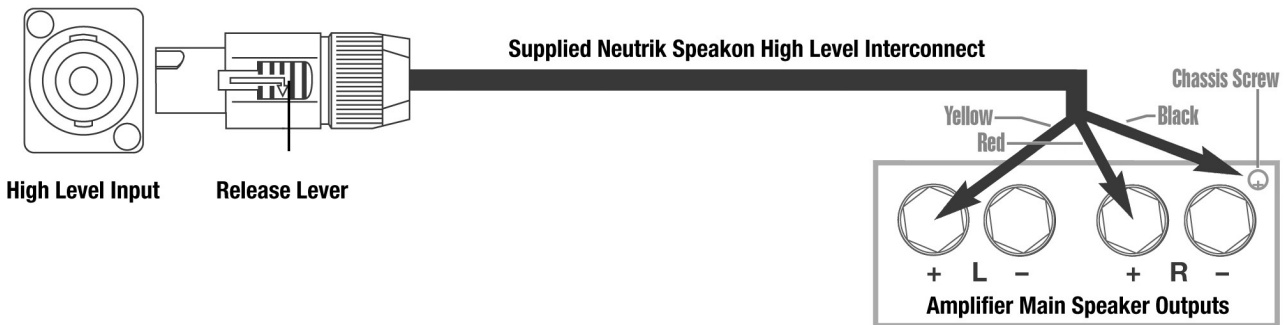 Supplied Neutrik Speakon High Level Interconnect
Chassis Screw
Yellow
Black
Red
High Level Input
Release Lever
+ L − + R −
Amplifier Main Speaker Outputs